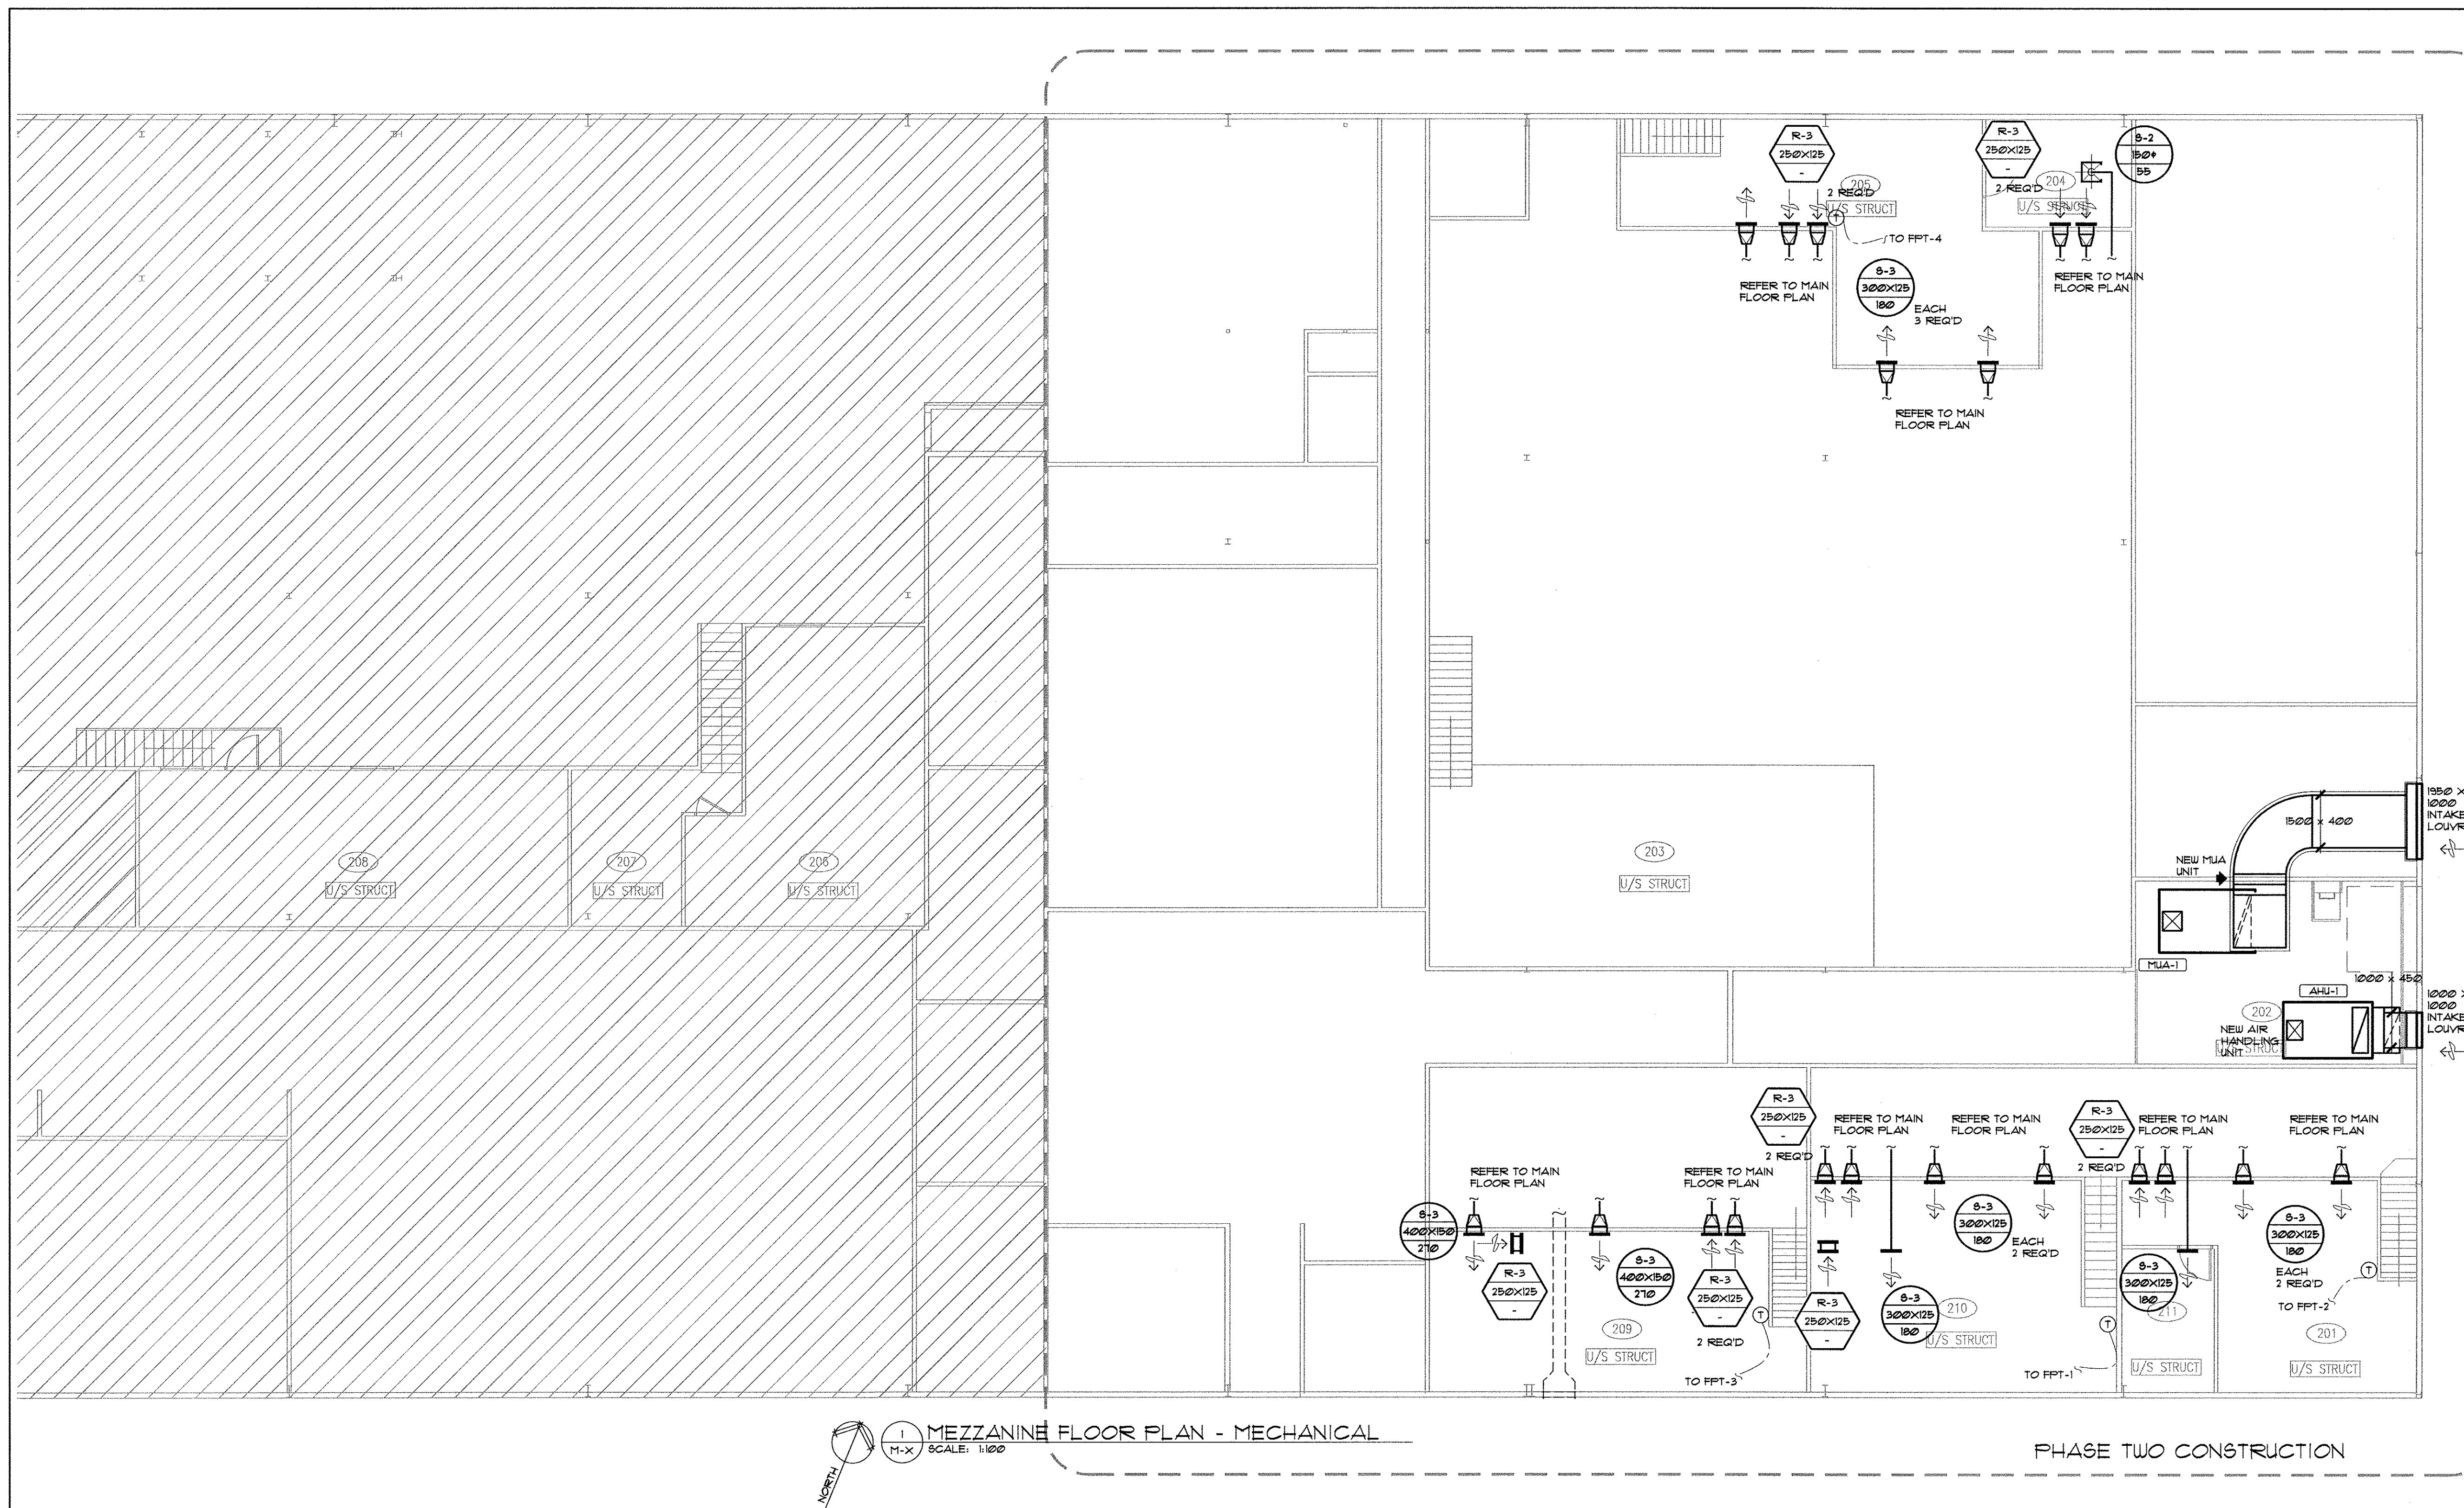 R-3
250X125
-
2 REQ'D
205
U/S STRUCT
TO FPT-4
R-3
250X125
-
2 REQ'D
204
U/S STRUCT
S-2
150ϕ
55
REFER TO MAIN
FLOOR PLAN
S-3
300X125
180
EACH
3 REQ'D
REFER TO MAIN
FLOOR PLAN
REFER TO MAIN
FLOOR PLAN
208
U/S STRUCT
207
U/S STRUCT
206
U/S STRUCT
203
U/S STRUCT
1500 x 400
1950 X
1000
INTAKE
LOUVR
NEW MUA
UNIT
MUA-1
1000 x 450
AHU-1
1000 X
1000
INTAKE
LOUVR
202
NEW AIR
HANDLING
UNIT
U/S STRUCT
R-3
250X125
-
2 REQ'D
REFER TO MAIN
FLOOR PLAN
REFER TO MAIN
FLOOR PLAN
R-3
250X125
-
2 REQ'D
REFER TO MAIN
FLOOR PLAN
REFER TO MAIN
FLOOR PLAN
REFER TO MAIN
FLOOR PLAN
REFER TO MAIN
FLOOR PLAN
S-3
400X150
270
R-3
250X125
-
S-3
400X150
270
R-3
250X125
-
2 REQ'D
T
TO FPT-3
209
U/S STRUCT
R-3
250X125
-
S-3
300X125
180
210
U/S STRUCT
S-3
300X125
180
EACH
2 REQ'D
T
TO FPT-1
S-3
300X125
180
211
U/S STRUCT
S-3
300X125
180
EACH
2 REQ'D
T
TO FPT-2
201
U/S STRUCT
NORTH
1
M-X
MEZZANINE FLOOR PLAN - MECHANICAL
SCALE: 1:100
PHASE TWO CONSTRUCTION